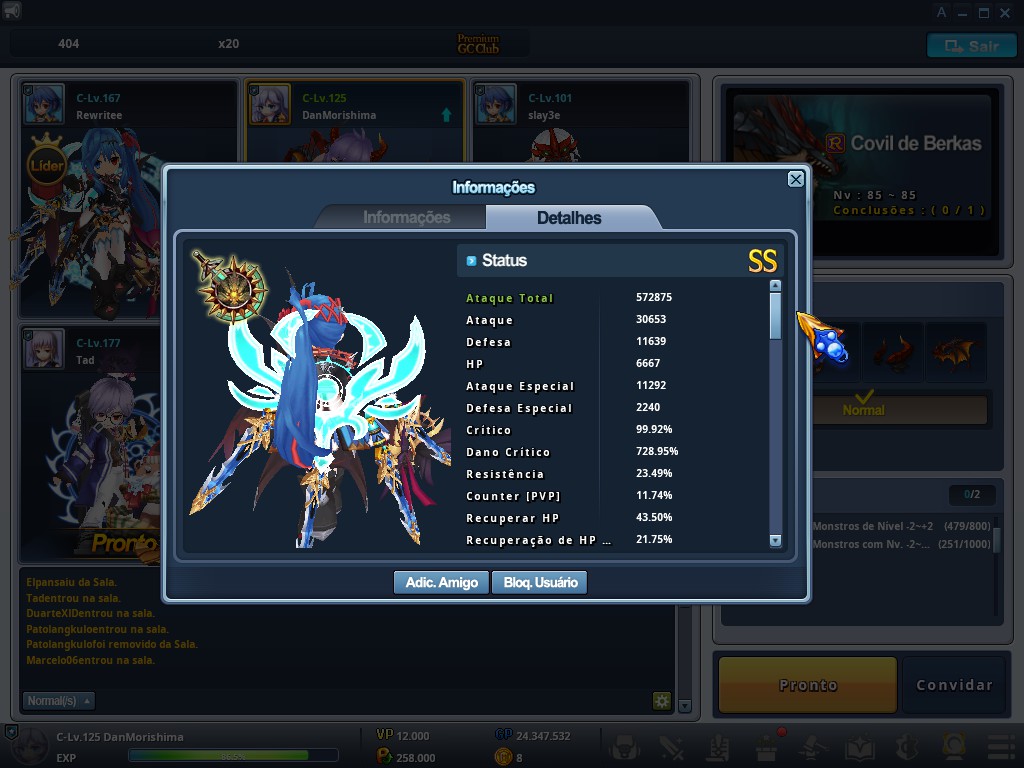 A
404 x20 Premium GC Club Sair
C-Lv.167
Rewritee
Líder
C-Lv.125
DanMorishima
C-Lv.101
slay3e
R Covil de Berkas
Nv : 85 ~ 85
Conclusões : ( 0 / 1 )
C-Lv.177
Tad
Pronto
Informações
Informações Detalhes
Status SS
Ataque Total 572875
Ataque 30653
Defesa 11639
HP 6667
Ataque Especial 11292
Defesa Especial 2240
Crítico 99.92%
Dano Crítico 728.95%
Resistência 23.49%
Counter [PVP] 11.74%
Recuperar HP 43.50%
Recuperação de HP ... 21.75%
Adic. Amigo Bloq. Usuário
Normal
0/2
Monstros de Nível -2~+2 (479/800)
Monstros com Nv. -2~... (251/1000)
Elpansaiu da Sala.
Tadentrou na sala.
DuarteXIDentrou na sala.
Patolangkuloentrou na sala.
Patolangkulofoi removido da Sala.
Marcelo06entrou na sala.
Normal(/s)
Pronto Convidar
C-Lv.125 DanMorishima
EXP
VP 12.000
GP 24.347.532
258.000
8